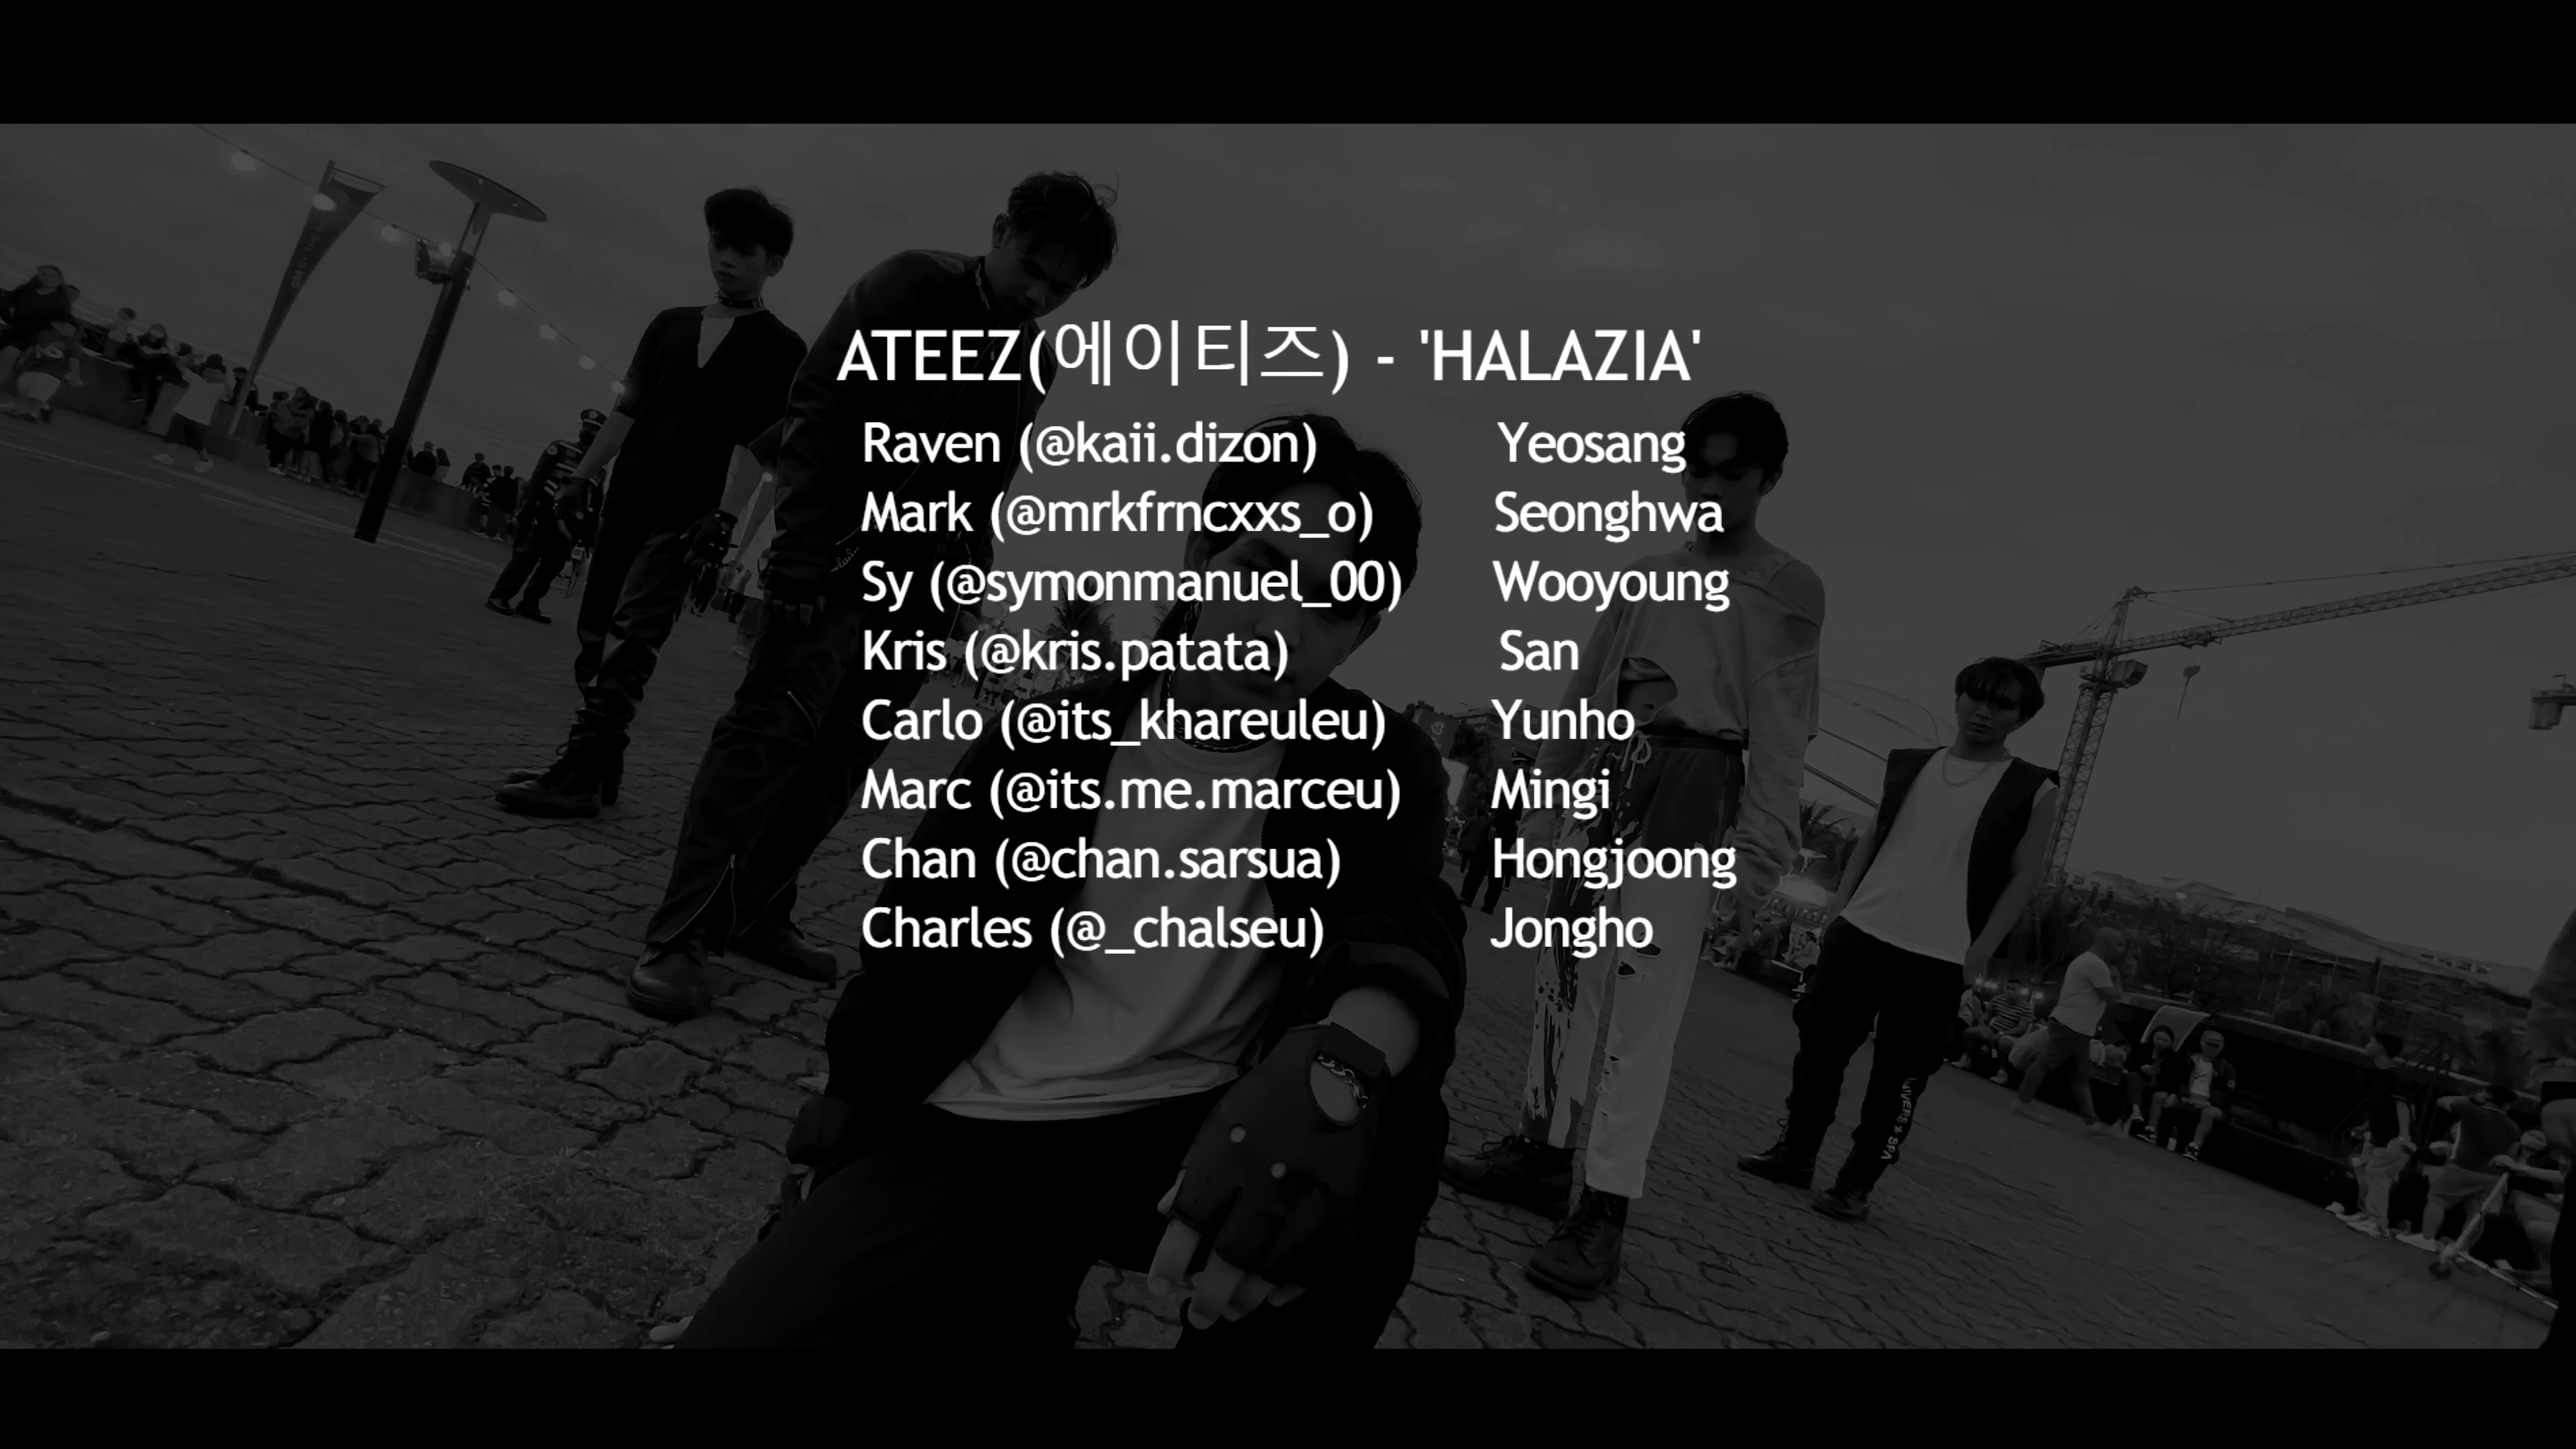 ATEEZ(에이티즈) - 'HALAZIA'
Raven (@kaii.dizon) Yeosang
Mark (@mrkfrncxxs_o) Seonghwa
Sy (@symonmanuel_00) Wooyoung
Kris (@kris.patata) San
Carlo (@its_khareuleu) Yunho
Marc (@its.me.marceu) Mingi
Chan (@chan.sarsua) Hongjoong
Charles (@_chalseu) Jongho